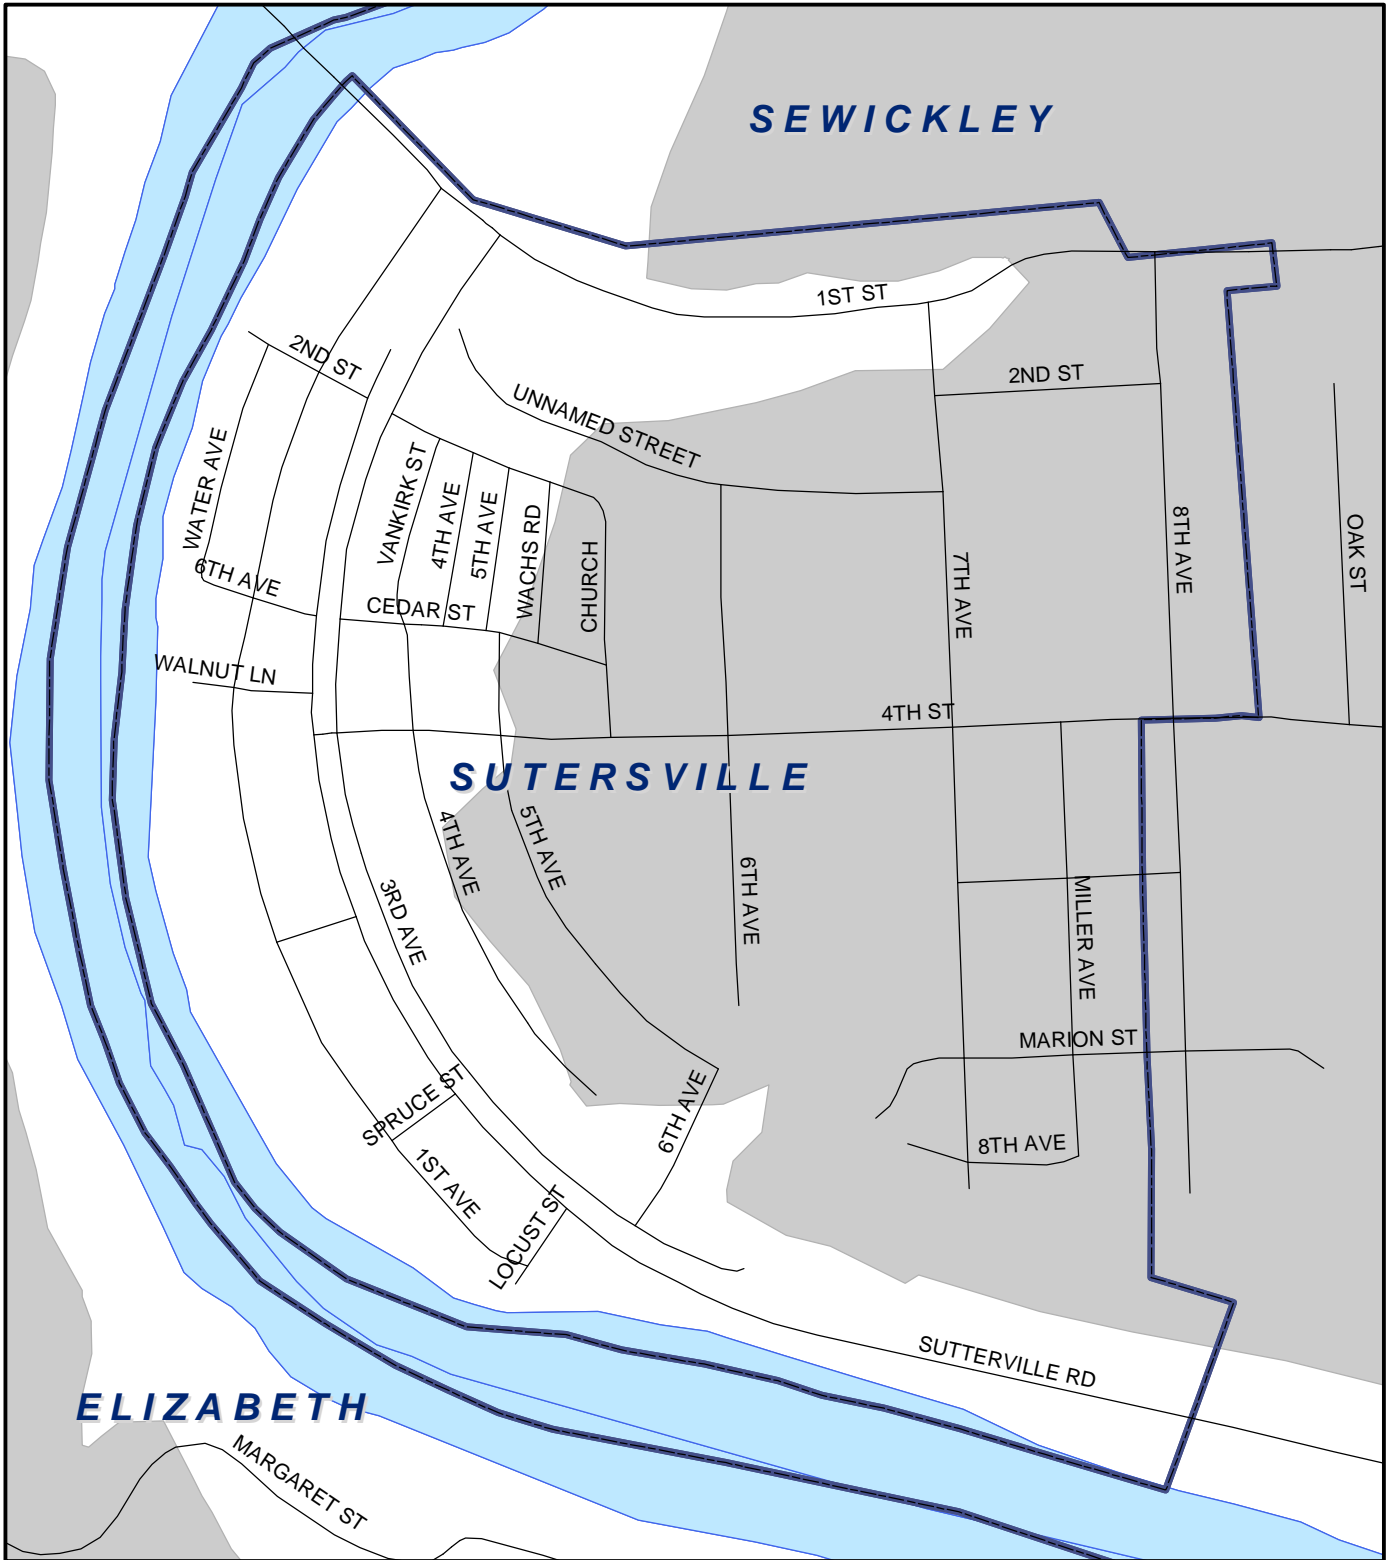 SEWICKLEY
1ST ST
2ND ST
2ND ST
UNNAMED STREET
WATER AVE
VANKIRK ST
4TH AVE
5TH AVE
WACHS RD
CHURCH
7TH AVE
8TH AVE
OAK ST
6TH AVE
CEDAR ST
WALNUT LN
4TH ST
SUTERSVILLE
4TH AVE
5TH AVE
3RD AVE
6TH AVE
MILLER AVE
MARION ST
SPRUCE ST
6TH AVE
8TH AVE
1ST AVE
LOCUST ST
SUTTERVILLE RD
ELIZABETH
MARGARET ST